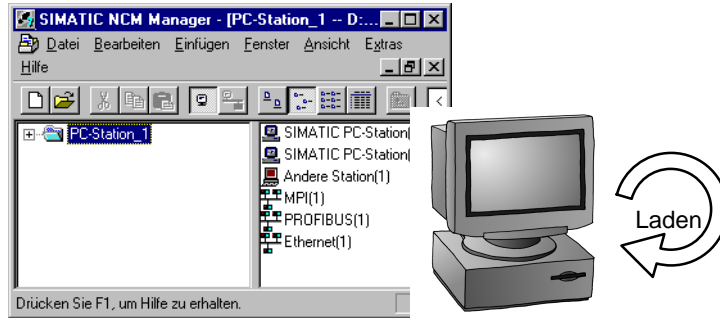 SIMATIC NCM Manager - [PC-Station_1 -- D:...
Datei Bearbeiten Einfügen Fenster Ansicht Extras
Hilfe
PC-Station_1
SIMATIC PC-Station(
SIMATIC PC-Station(
Andere Station(1)
MPI(1)
PROFIBUS(1)
Ethernet(1)
Laden
Drücken Sie F1, um Hilfe zu erhalten.